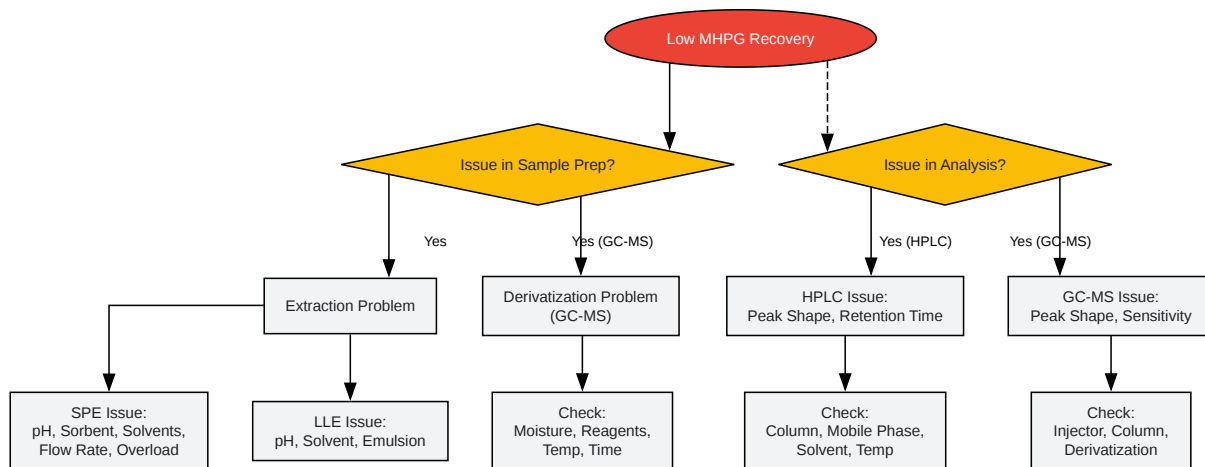 Low MHPG Recovery
Issue in Sample Prep?
Issue in Analysis?
Yes
Yes (GC-MS)
Yes (HPLC)
Yes (GC-MS)
Extraction Problem
Derivatization Problem
(GC-MS)
HPLC Issue:
Peak Shape, Retention Time
GC-MS Issue:
Peak Shape, Sensitivity
SPE Issue:
pH, Sorbent, Solvents,
Flow Rate, Overload
LLE Issue:
pH, Solvent, Emulsion
Check:
Moisture, Reagents,
Temp, Time
Check:
Column, Mobile Phase,
Solvent, Temp
Check:
Injector, Column,
Derivatization